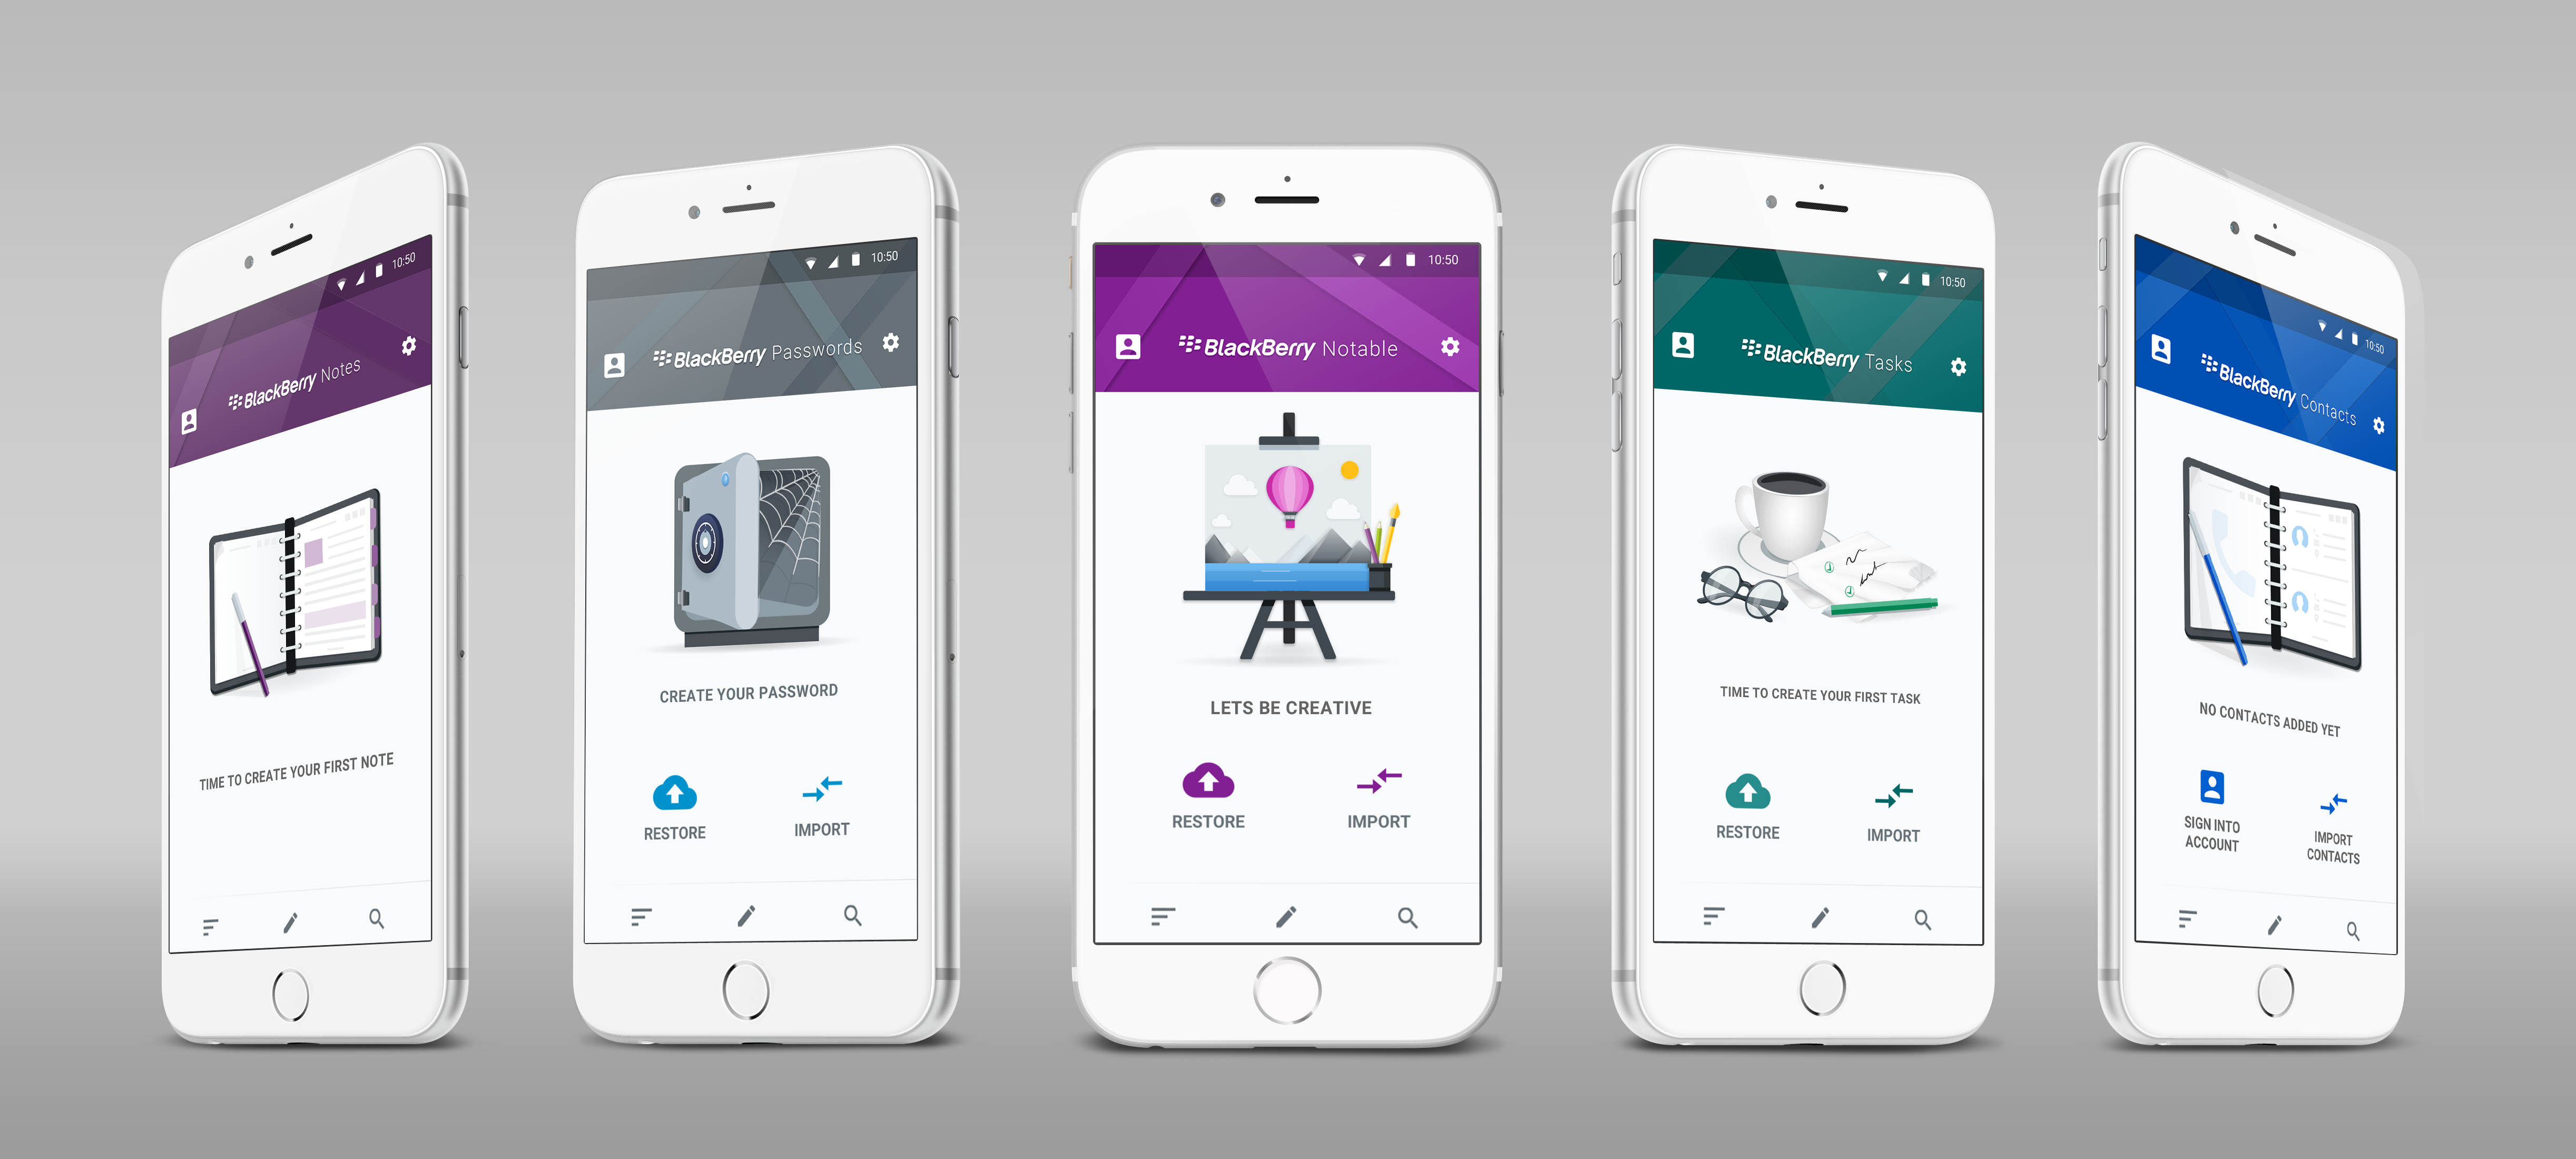 10:50
BlackBerry Notes
TIME TO CREATE YOUR FIRST NOTE
10:50
BlackBerry Passwords
CREATE YOUR PASSWORD
RESTORE
IMPORT
10:50
BlackBerry Notable
LETS BE CREATIVE
RESTORE
IMPORT
10:50
BlackBerry Tasks
TIME TO CREATE YOUR FIRST TASK
RESTORE
IMPORT
10:50
BlackBerry Contacts
NO CONTACTS ADDED YET
SIGN INTO
ACCOUNT
IMPORT
CONTACTS